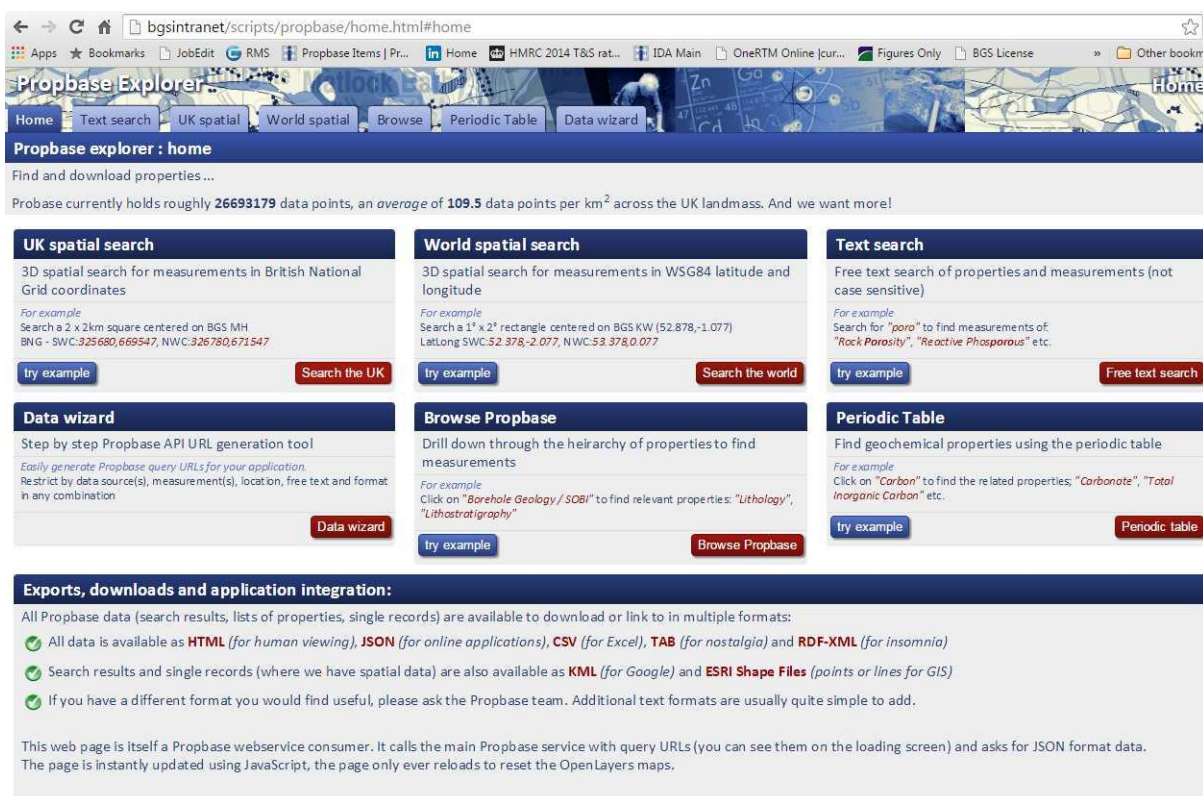 bgsintranet/scripts/propbase/home.html#home
Apps Bookmarks JobEdit RMS Propbase Items | Pr... Home HMRC 2014 T&S rat... IDA Main OneRTM Online |cur... Figures Only BGS License » Other bookm
Propbase Explorer
Home
Home Text search UK spatial World spatial Browse Periodic Table Data wizard
Propbase explorer : home
Find and download properties ...
Probase currently holds roughly 26693179 data points, an average of 109.5 data points per km2 across the UK landmass. And we want more!
UK spatial search
3D spatial search for measurements in British National
Grid coordinates
For example
Search a 2 x 2km square centered on BGS MH
BNG - SWC:325680,669547, NWC:326780,671547
try example Search the UK
World spatial search
3D spatial search for measurements in WSG84 latitude and
longitude
For example
Search a 1° x 2° rectangle centered on BGS KW (52.878,-1.077)
LatLong SWC:52.378,-2.077, NWC:53.378,0.077
try example Search the world
Text search
Free text search of properties and measurements (not
case sensitive)
For example
Search for "poro" to find measurements of:
"Rock Porosity", "Reactive Phosporous" etc.
try example Free text search
Data wizard
Step by step Propbase API URL generation tool
Easily generate Propbase query URLs for your application.
Restrict by data source(s), measurement(s), location, free text and format
in any combination
Data wizard
Browse Propbase
Drill down through the heirarchy of properties to find
measurements
For example
Click on "Borehole Geology / SOBI" to find relevant properties: "Lithology",
"Lithostratigraphy"
try example Browse Propbase
Periodic Table
Find geochemical properties using the periodic table
For example
Click on "Carbon" to find the related properties; "Carbonate", "Total
Inorganic Carbon" etc.
try example Periodic table
Exports, downloads and application integration:
All Propbase data (search results, lists of properties, single records) are available to download or link to in multiple formats:
All data is available as HTML (for human viewing), JSON (for online applications), CSV (for Excel), TAB (for nostalgia) and RDF-XML (for insomnia)
Search results and single records (where we have spatial data) are also available as KML (for Google) and ESRI Shape Files (points or lines for GIS)
If you have a different format you would find useful, please ask the Propbase team. Additional text formats are usually quite simple to add.
This web page is itself a Propbase webservice consumer. It calls the main Propbase service with query URLs (you can see them on the loading screen) and asks for JSON format data.
The page is instantly updated using JavaScript, the page only ever reloads to reset the OpenLayers maps.